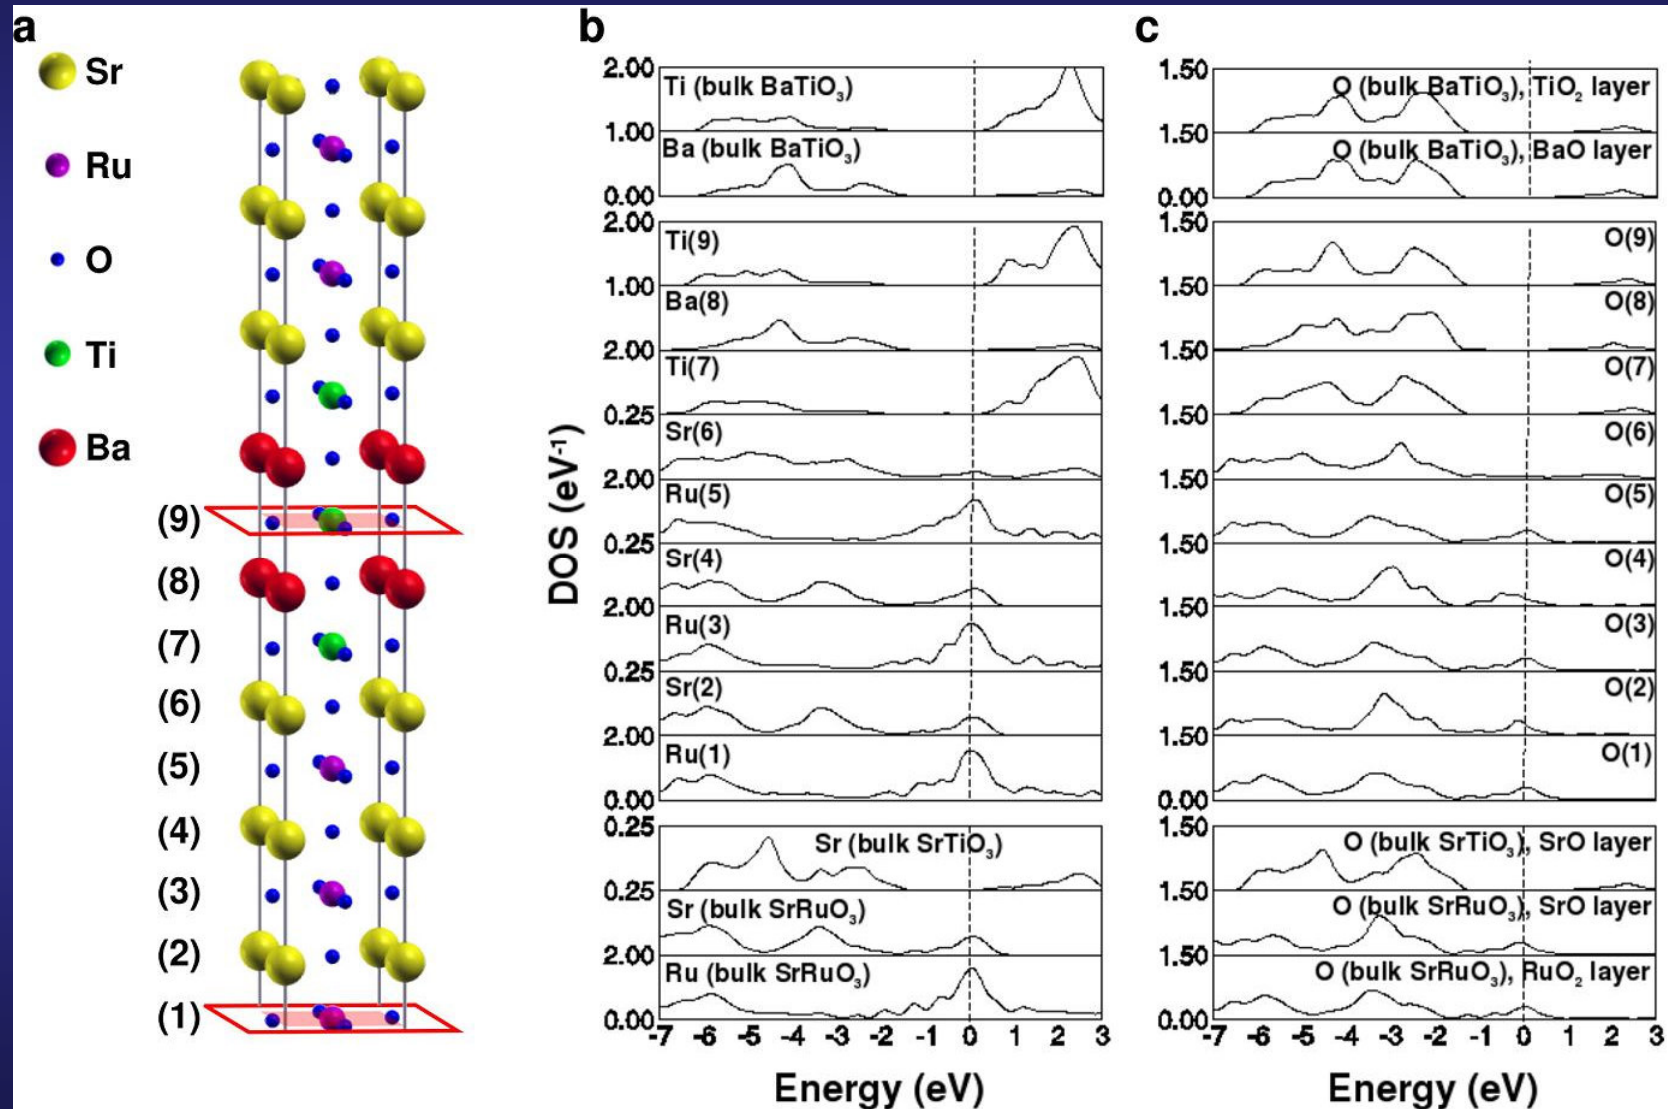 a
Sr
Ru
O
Ti
Ba
(9)
(8)
(7)
(6)
(5)
(4)
(3)
(2)
(1)
b
DOS (eV-1)
2.00
Ti (bulk BaTiO3)
1.00
Ba (bulk BaTiO3)
0.00
2.00
Ti(9)
1.00
Ba(8)
2.00
Ti(7)
0.25
Sr(6)
2.00
Ru(5)
0.25
Sr(4)
2.00
Ru(3)
0.25
Sr(2)
2.00
Ru(1)
0.00
0.25
Sr (bulk SrTiO3)
0.25
Sr (bulk SrRuO3)
2.00
Ru (bulk SrRuO3)
0.00
-7 -6 -5 -4 -3 -2 -1 0 1 2 3
Energy (eV)
c
1.50
O (bulk BaTiO3), TiO2 layer
1.50
O (bulk BaTiO3), BaO layer
0.00
1.50
O(9)
1.50
O(8)
1.50
O(7)
1.50
O(6)
1.50
O(5)
1.50
O(4)
1.50
O(3)
1.50
O(2)
1.50
O(1)
0.00
1.50
O (bulk SrTiO3), SrO layer
1.50
O (bulk SrRuO3), SrO layer
1.50
O (bulk SrRuO3), RuO2 layer
0.00
-7 -6 -5 -4 -3 -2 -1 0 1 2 3
Energy (eV)